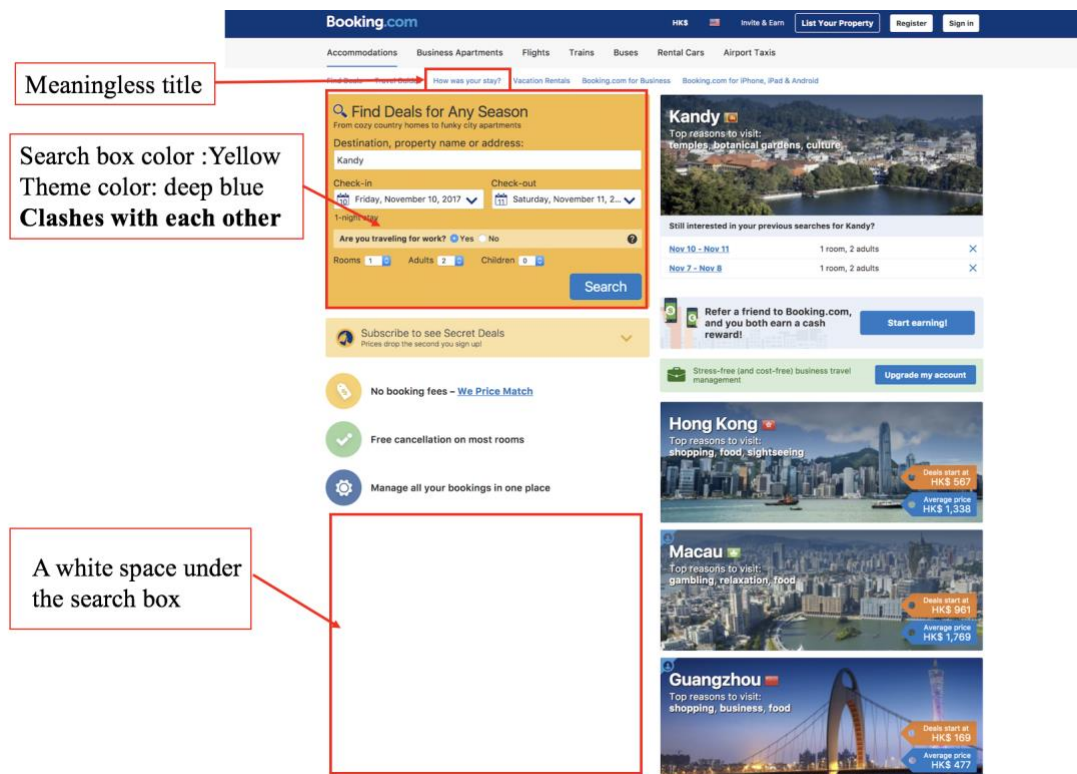 Booking.com
HK$ Invite & Earn List Your Property Register Sign in
Accommodations Business Apartments Flights Trains Buses Rental Cars Airport Taxis
Meaningless title
Find Deals Travel How was your stay? Vacation Rentals Booking.com for Business Booking.com for iPhone, iPad & Android
Search box color :Yellow
Theme color: deep blue
Clashes with each other
Find Deals for Any Season
From cozy country homes to funky city apartments
Destination, property name or address:
Kandy
Check-in Check-out
10 Friday, November 10, 2017 11 Saturday, November 11, 2...
1-night stay
Are you traveling for work? Yes No
Rooms 1 Adults 2 Children 0
Search
Subscribe to see Secret Deals
Prices drop the second you sign up!
No booking fees – We Price Match
Free cancellation on most rooms
Manage all your bookings in one place
A white space under
the search box
Kandy
Top reasons to visit:
temples, botanical gardens, culture
Still interested in your previous searches for Kandy?
Nov 10 - Nov 11 1 room, 2 adults
Nov 7 - Nov 8 1 room, 2 adults
Refer a friend to Booking.com,
and you both earn a cash
reward!
Start earning!
Stress-free (and cost-free) business travel
management
Upgrade my account
Hong Kong
Top reasons to visit:
shopping, food, sightseeing
Deals start at
HK$ 567
Average price
HK$ 1,338
Macau
Top reasons to visit:
gambling, relaxation, food
Deals start at
HK$ 961
Average price
HK$ 1,769
Guangzhou
Top reasons to visit:
shopping, business, food
Deals start at
HK$ 169
Average price
HK$ 477